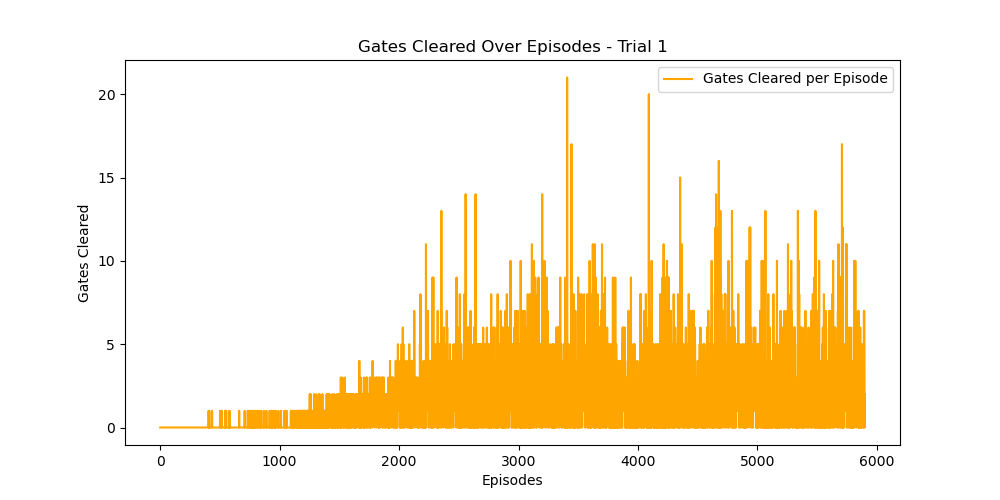 Gates Cleared Over Episodes - Trial 1
Gates Cleared per Episode
Gates Cleared
20
15
10
5
0
0 1000 2000 3000 4000 5000 6000
Episodes